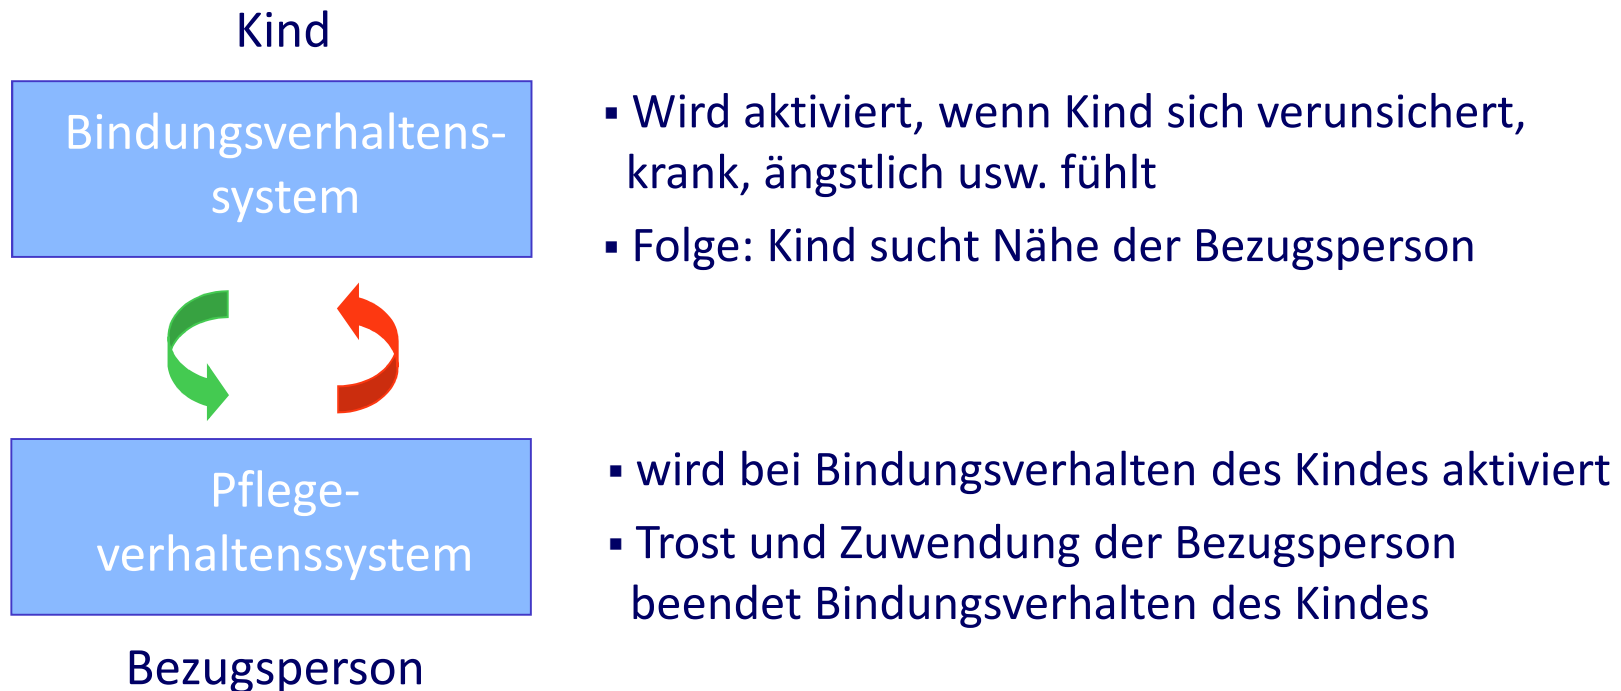 Kind
Bindungsverhaltens-
system
▪ Wird aktiviert, wenn Kind sich verunsichert,
krank, ängstlich usw. fühlt
▪ Folge: Kind sucht Nähe der Bezugsperson
Pflege-
verhaltenssystem
▪ wird bei Bindungsverhalten des Kindes aktiviert
▪ Trost und Zuwendung der Bezugsperson
beendet Bindungsverhalten des Kindes
Bezugsperson